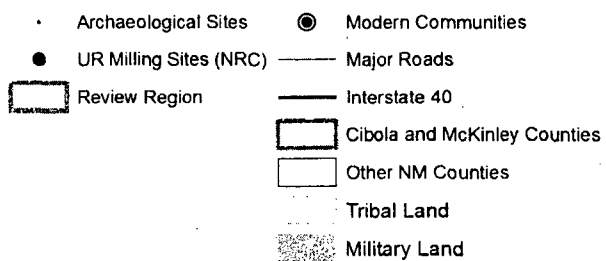 Archaeological Sites
UR Milling Sites (NRC)
Review Region
Modern Communities
Major Roads
Interstate 40
Cibola and McKinley Counties
Other NM Counties
Tribal Land
Military Land